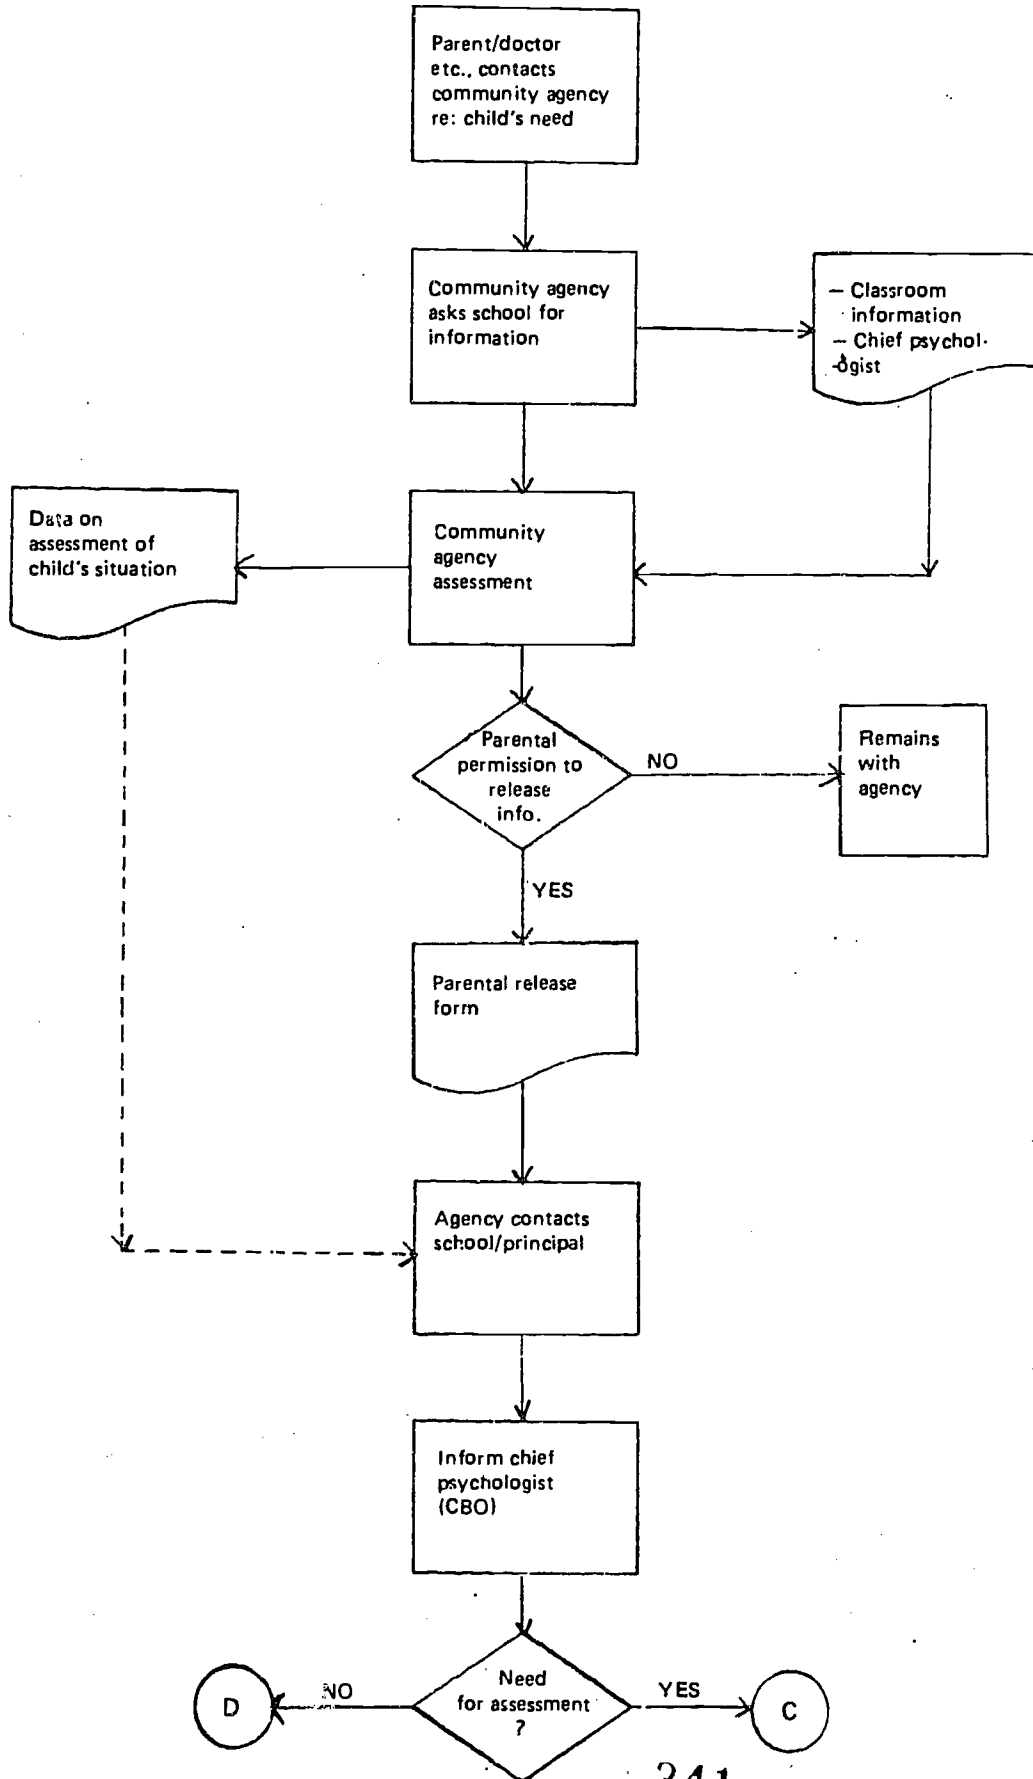 Parent/doctor
etc., contacts
community agency
re: child's need
Community agency
asks school for
information
– Classroom
information
– Chief psychol-
ogist
Data on
assessment of
child's situation
Community
agency
assessment
Parental
permission to
release
info.
NO
Remains
with
agency
YES
Parental release
form
Agency contacts
school/principal
Inform chief
psychologist
(CBO)
D
NO
Need
for assessment
?
YES
C